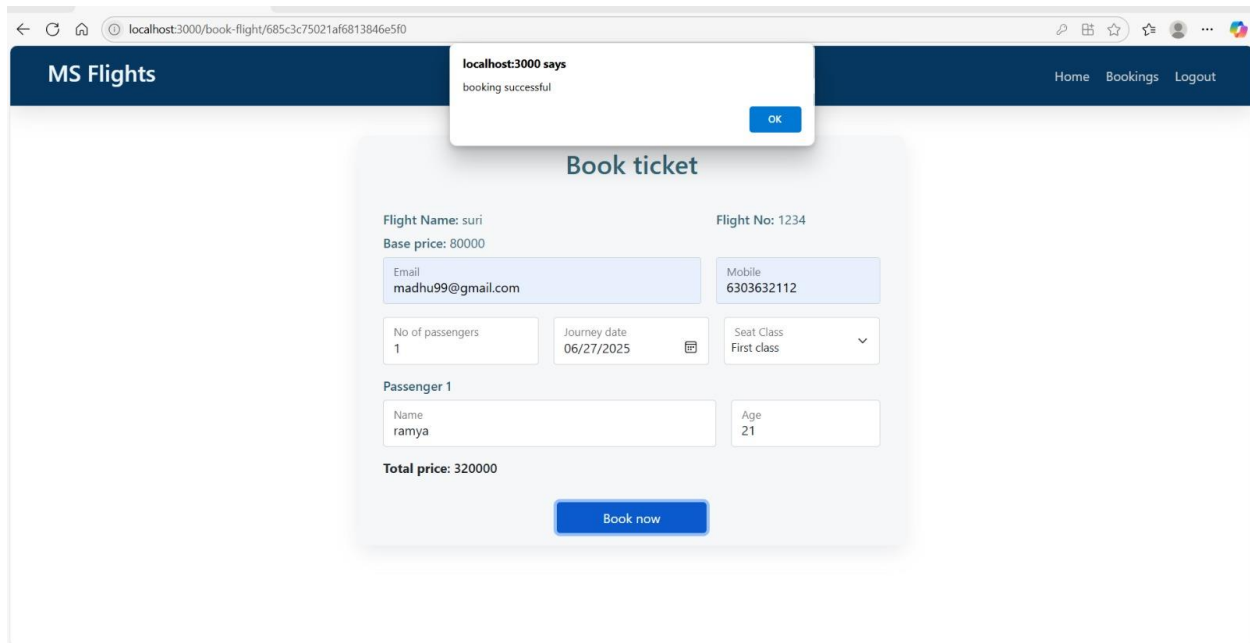 localhost:3000/book-flight/685c3c75021af6813846e5f0
MS Flights
localhost:3000 says
booking successful
OK
Home Bookings Logout
Book ticket
Flight Name: suri Flight No: 1234
Base price: 80000
Email Mobile
madhu99@gmail.com 6303632112
No of passengers Journey date Seat Class
1 06/27/2025 First class
Passenger 1
Name Age
ramya 21
Total price: 320000
Book now